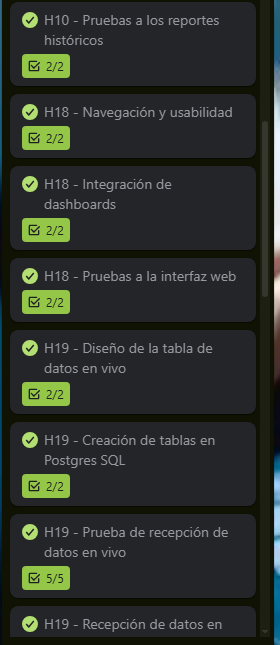 H10 - Pruebas a los reportes
históricos
2/2
H18 - Navegación y usabilidad
2/2
H18 - Integración de
dashboards
2/2
H18 - Pruebas a la interfaz web
2/2
H19 - Diseño de la tabla de
datos en vivo
2/2
H19 - Creación de tablas en
Postgres SQL
2/2
H19 - Prueba de recepción de
datos en vivo
5/5
H19 - Recepción de datos en